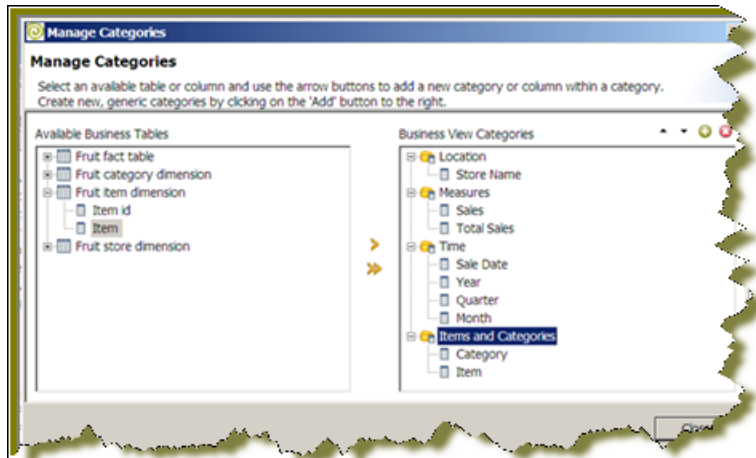 Manage Categories
Manage Categories
Select an available table or column and use the arrow buttons to add a new category or column within a category.
Create new, generic categories by clicking on the 'Add' button to the right.
Available Business Tables
Fruit fact table
Fruit category dimension
Fruit item dimension
Item id
Item
Fruit store dimension
Business View Categories
Location
Store Name
Measures
Sales
Total Sales
Time
Sale Date
Year
Quarter
Month
Items and Categories
Category
Item